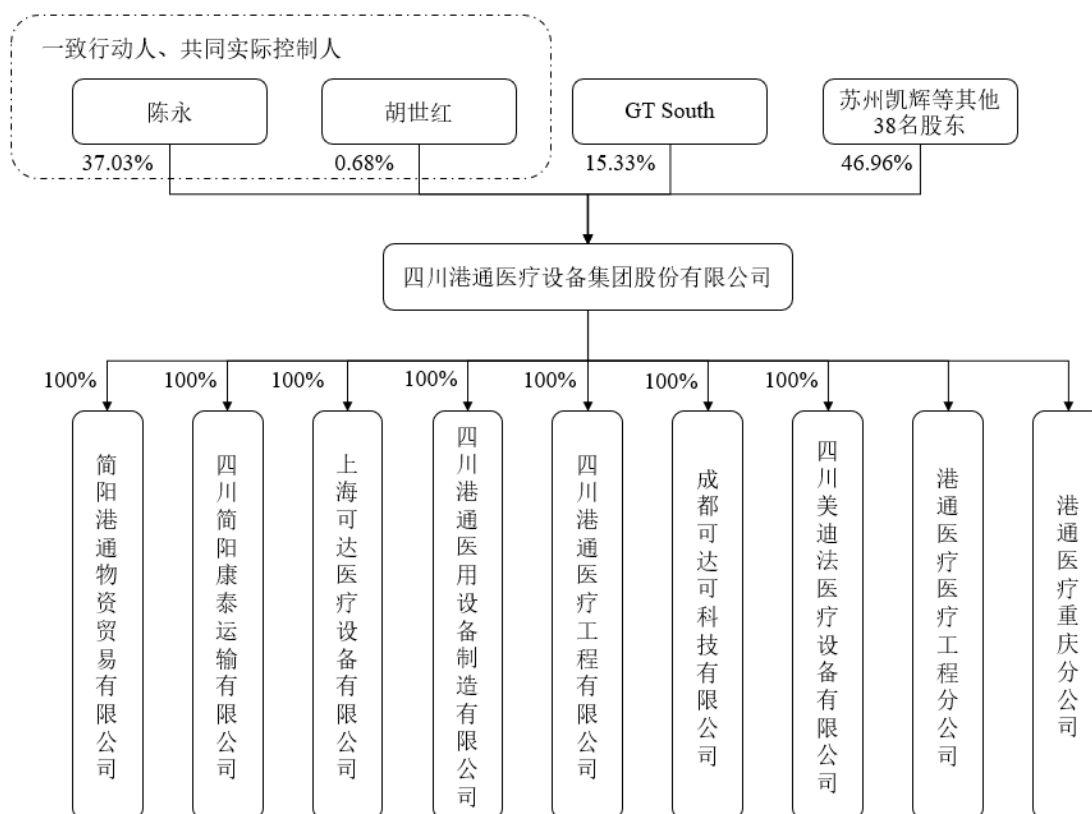 一致行动人、共同实际控制人
陈永
胡世红
GT South
苏州凯辉等其他
38名股东
37.03%
0.68%
15.33%
46.96%
四川港通医疗设备集团股份有限公司
100%
100%
100%
100%
100%
100%
100%
简阳港通物资贸易有限公司
四川简阳康泰运输有限公司
上海可达医疗设备有限公司
四川港通医用设备制造有限公司
四川港通医疗工程有限公司
成都可达可科技有限公司
四川美迪法医疗设备有限公司
港通医疗医疗工程分公司
港通医疗重庆分公司